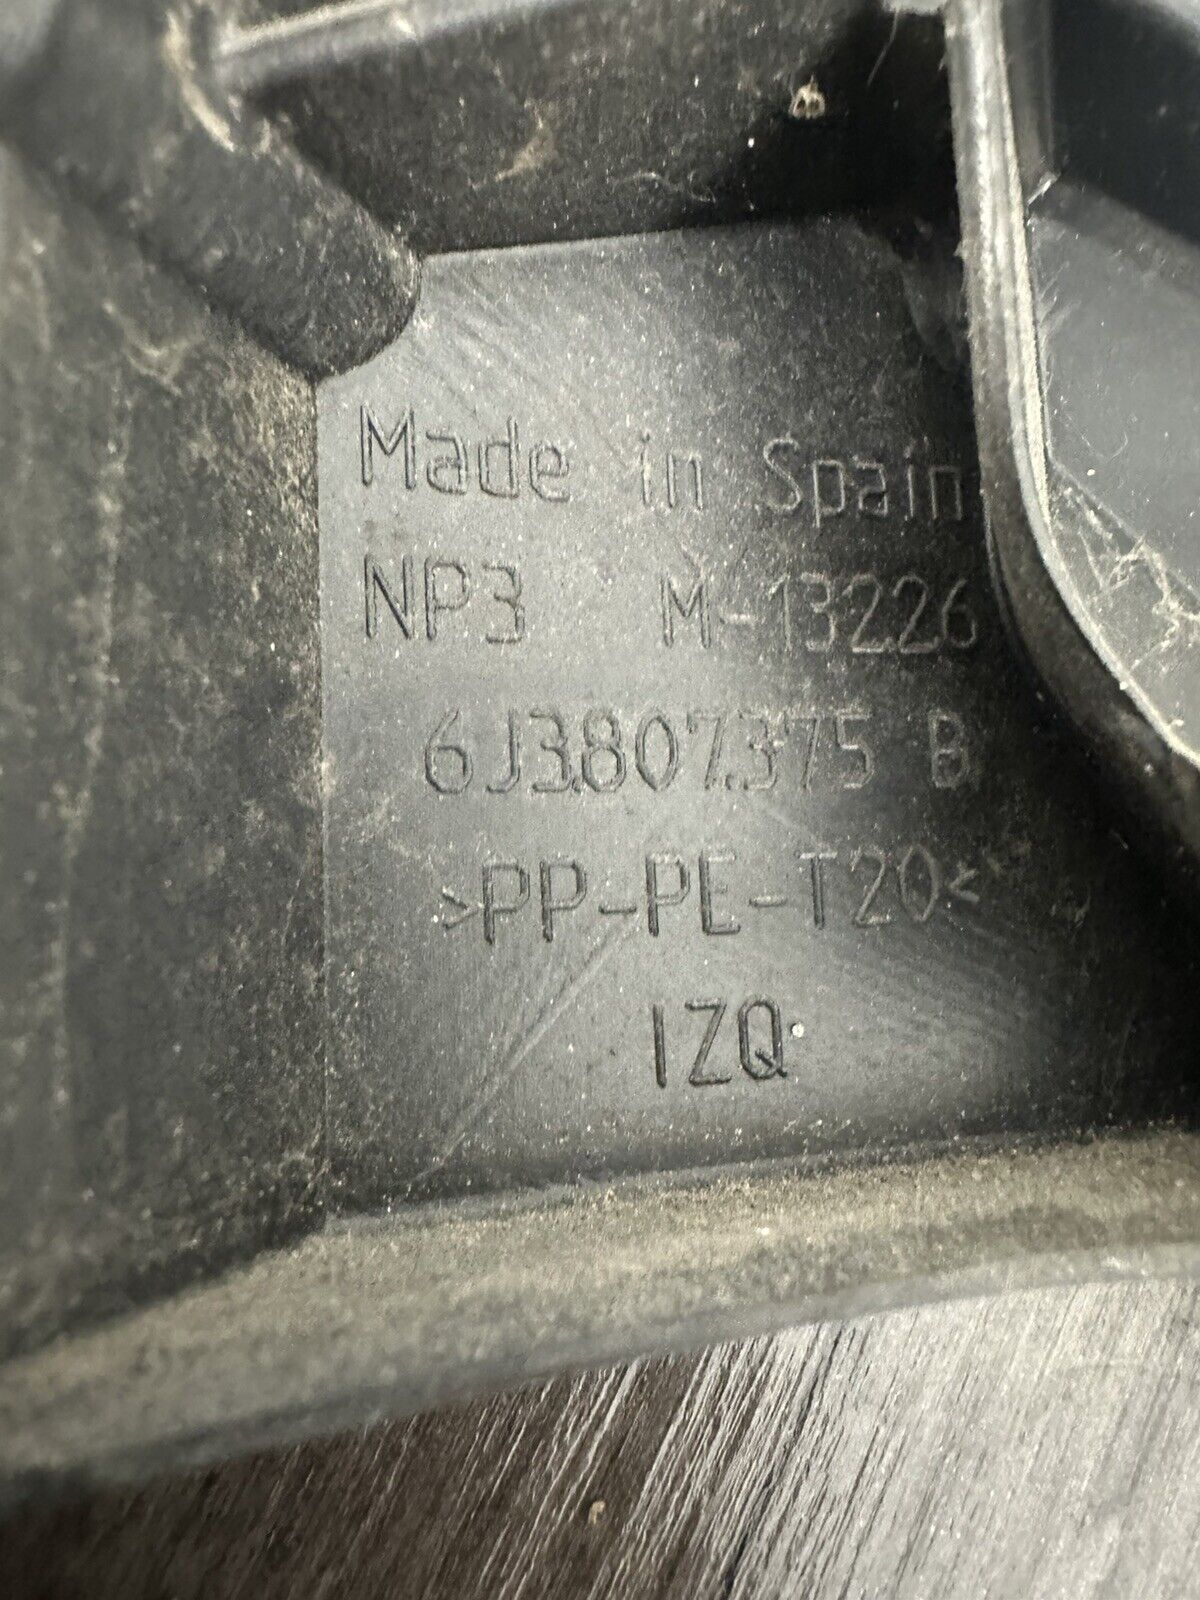 Made in Spain
NP3 M-13226
6J3.807.375 B
>PP-PE-T20<
IZQ.